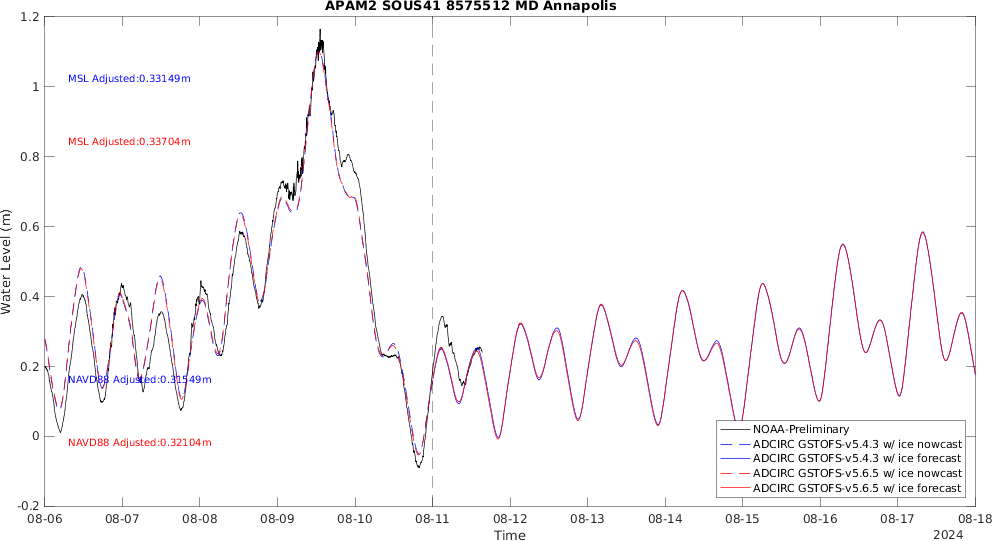 APAM2 SOUS41 8575512 MD Annapolis
1.2
1
0.8
0.6
0.4
0.2
0
-0.2
Water Level (m)
MSL Adjusted:0.33149m
MSL Adjusted:0.33704m
NAVD88 Adjusted:0.31549m
NAVD88 Adjusted:0.32104m
NOAA-Preliminary
ADCIRC GSTOFS-v5.4.3 w/ ice nowcast
ADCIRC GSTOFS-v5.4.3 w/ ice forecast
ADCIRC GSTOFS-v5.6.5 w/ ice nowcast
ADCIRC GSTOFS-v5.6.5 w/ ice forecast
08-06 08-07 08-08 08-09 08-10 08-11 08-12 08-13 08-14 08-15 08-16 08-17 08-18
Time
2024